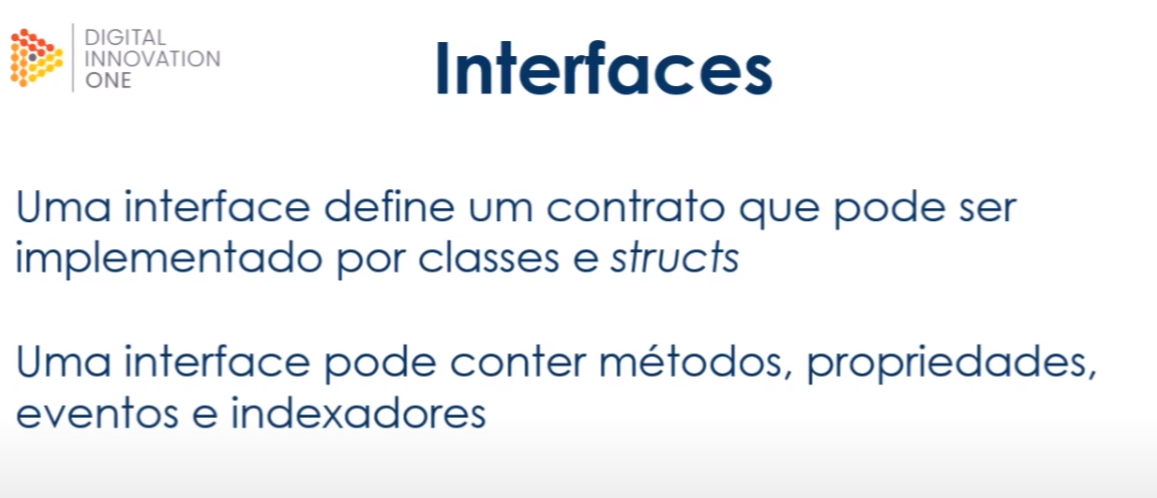 DIGITAL
INNOVATION
ONE
Interfaces
Uma interface define um contrato que pode ser
implementado por classes e structs
Uma interface pode conter métodos, propriedades,
eventos e indexadores